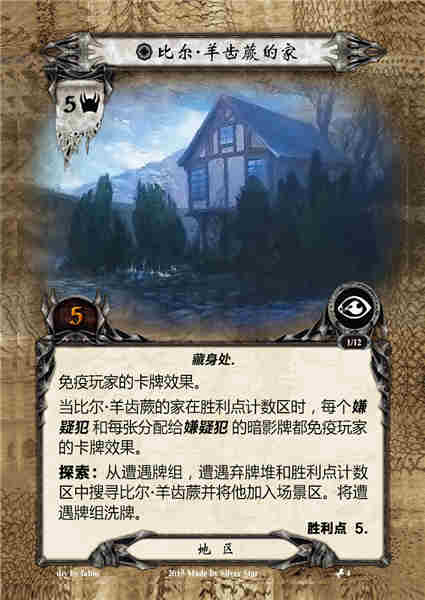 比尔·羊齿蕨的家
5
5
1/12
藏身处.
免疫玩家的卡牌效果。
当比尔·羊齿蕨的家在胜利点计数区时，每个嫌
疑犯 和每张分配给嫌疑犯 的暗影牌都免疫玩家
的卡牌效果。
探索：从遭遇牌组，遭遇弃牌堆和胜利点计数
区中搜寻比尔·羊齿蕨并将他加入场景区。将遭
遇牌组洗牌。
胜利点 5.
地 区
2019 Made by Silver Star
4